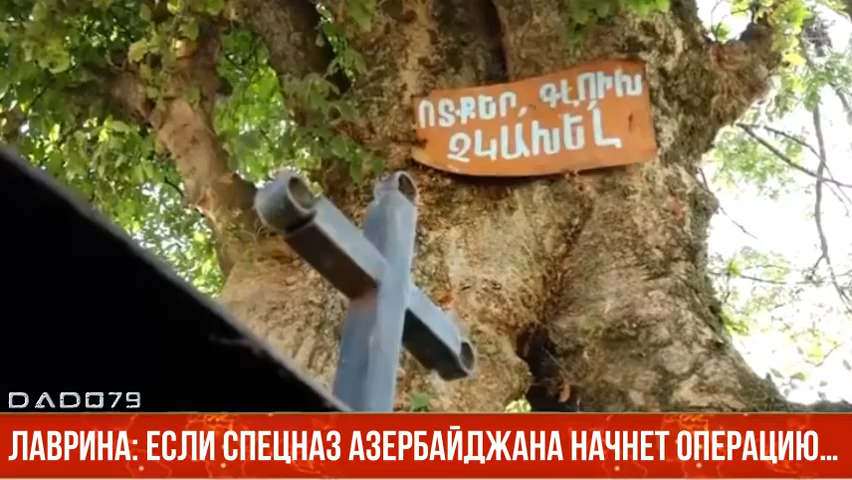 ՈՏՔԵՐ, ԳԼՈՒԽ
ՉԿԱԽԵԼ
DADO79
ЛАВРИНА: ЕСЛИ СПЕЦНАЗ АЗЕРБАЙДЖАНА НАЧНЕТ ОПЕРАЦИЮ...